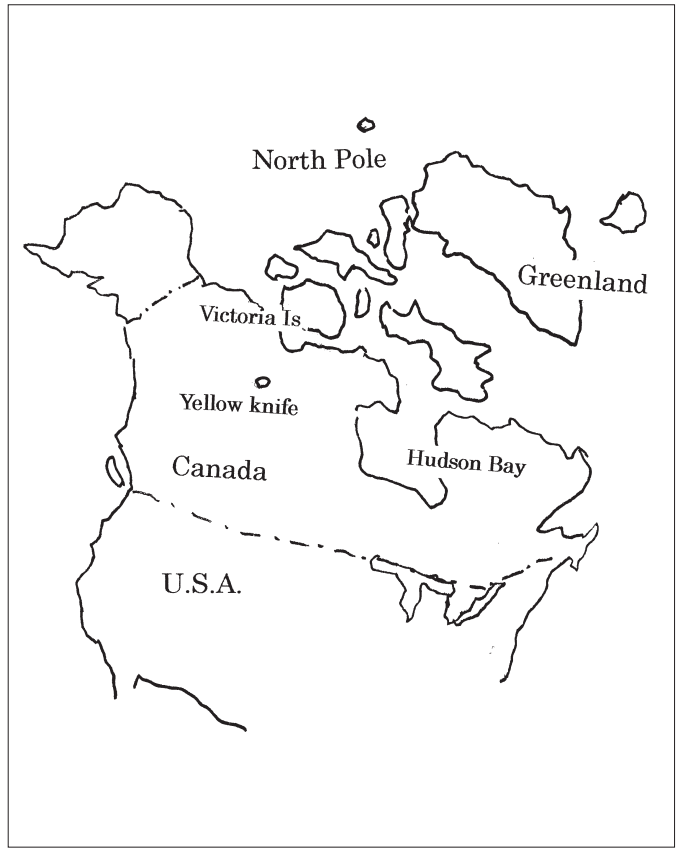 North Pole
Greenland
Victoria Is
Yellow knife
Hudson Bay
Canada
U.S.A.